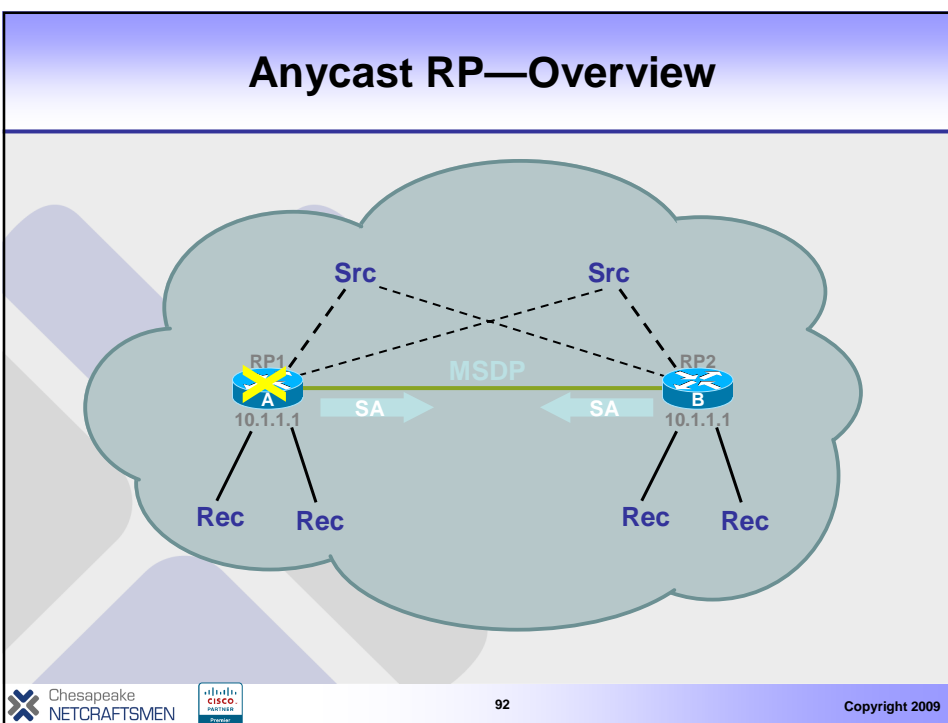 Anycast RP—Overview
Src
Src
RP1
RP2
MSDP
A
B
SA
SA
10.1.1.1
10.1.1.1
Rec
Rec
Rec
Rec
Chesapeake
NETCRAFTSMEN
CISCO.
PARTNER
Premier
92
Copyright 2009